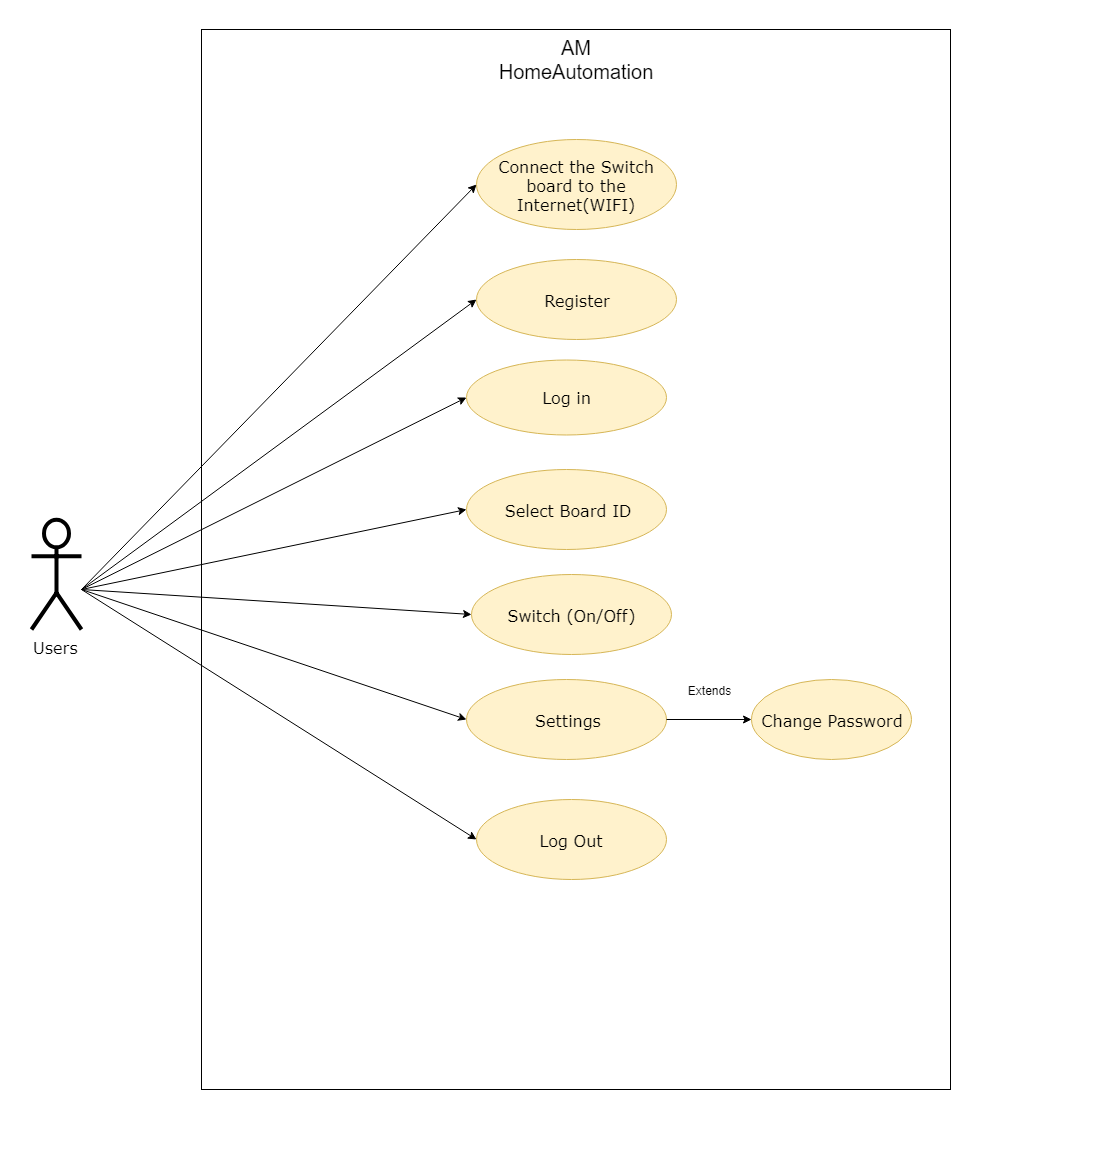 AM
HomeAutomation
Connect the Switch
board to the
Internet(WIFI)
Register
Log in
Select Board ID
Switch (On/Off)
Users
Extends
Settings
Change Password
Log Out